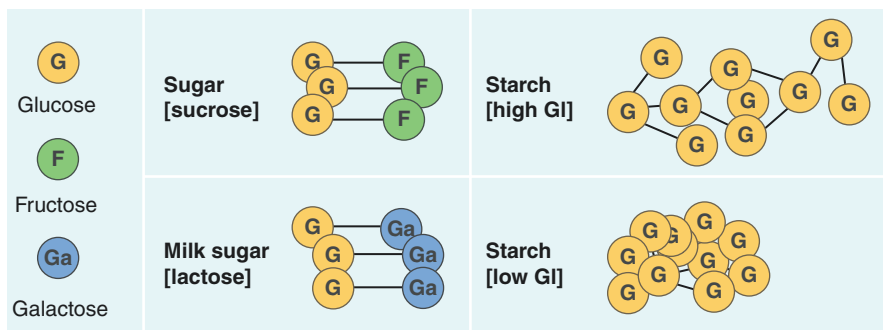 G
Glucose
F
Fructose
Ga
Galactose
Sugar
[sucrose]
G F
G F
G F
Starch
[high GI]
G
G
G
G
G
G
G
G
G
G
Milk sugar
[lactose]
G Ga
G Ga
G Ga
Starch
[low GI]
G
G
G
G
G
G
G
G
G
G